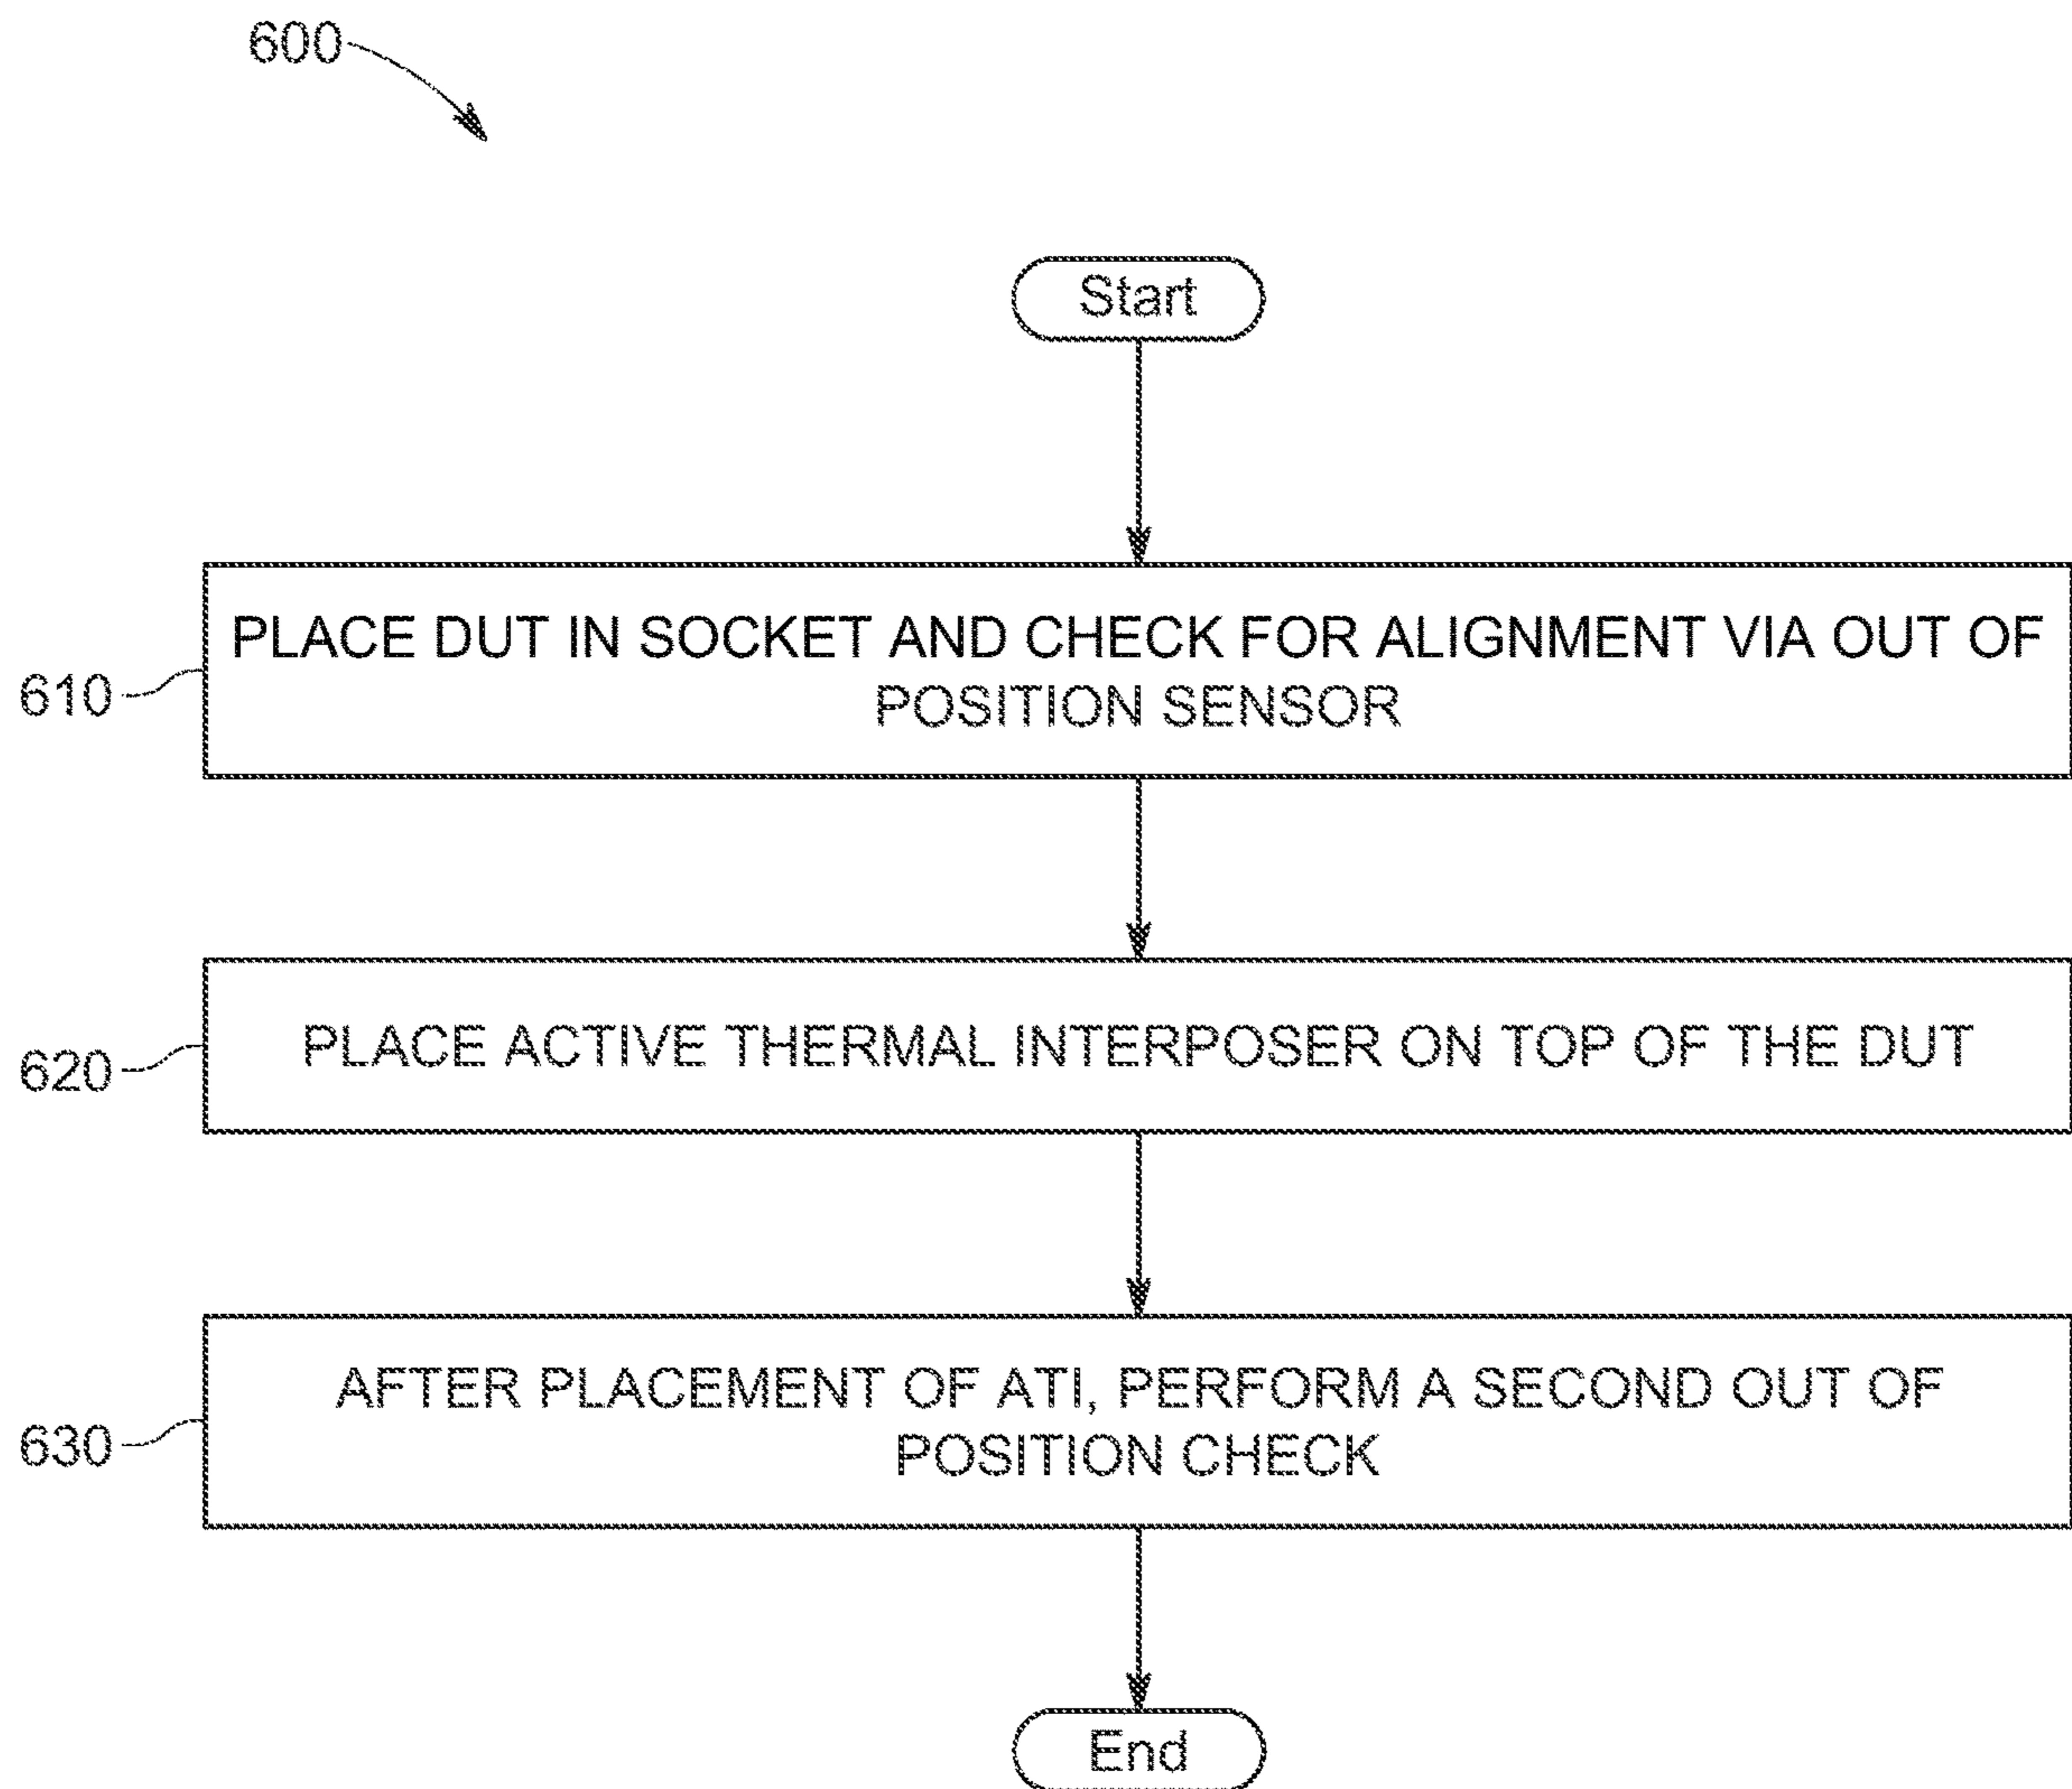 600
Start
PLACE DUT IN SOCKET AND CHECK FOR ALIGNMENT VIA OUT OF
POSITION SENSOR
610
PLACE ACTIVE THERMAL INTERPOSER ON TOP OF THE DUT
620
AFTER PLACEMENT OF ATI, PERFORM A SECOND OUT OF
POSITION CHECK
630
End